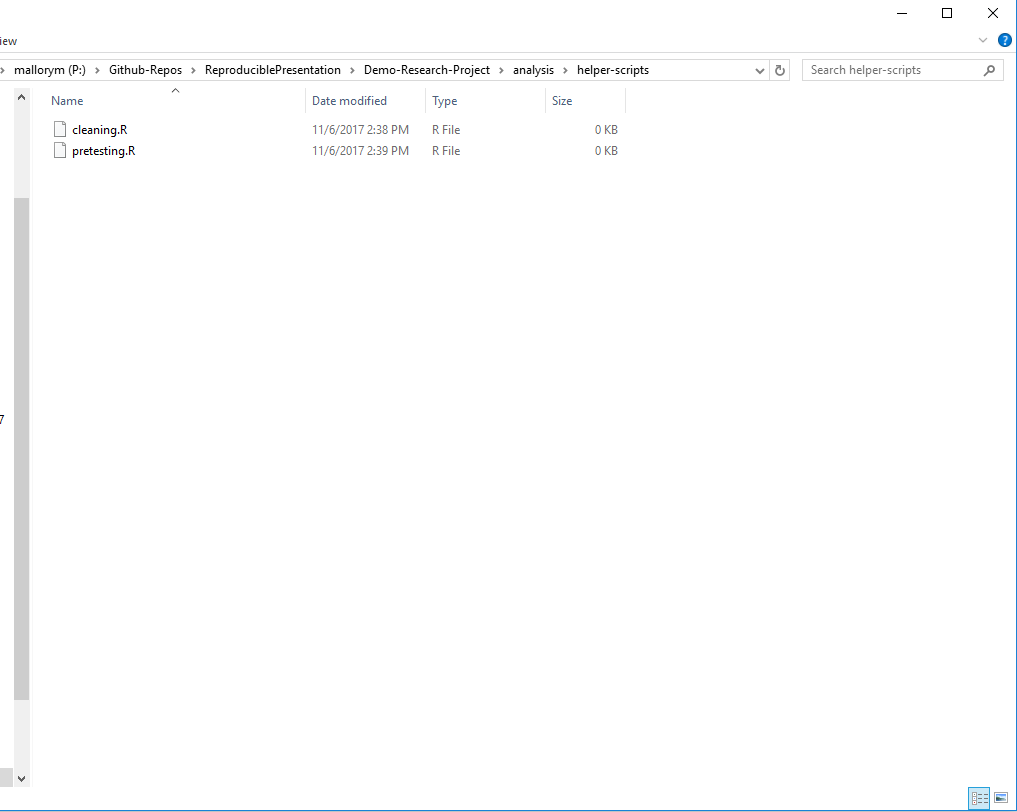 iew
?
mallorym (P:) > Github-Repos > ReproduciblePresentation > Demo-Research-Project > analysis > helper-scripts
Search helper-scripts
Name Date modified Type Size
cleaning.R 11/6/2017 2:38 PM R File 0 KB
pretesting.R 11/6/2017 2:39 PM R File 0 KB
7